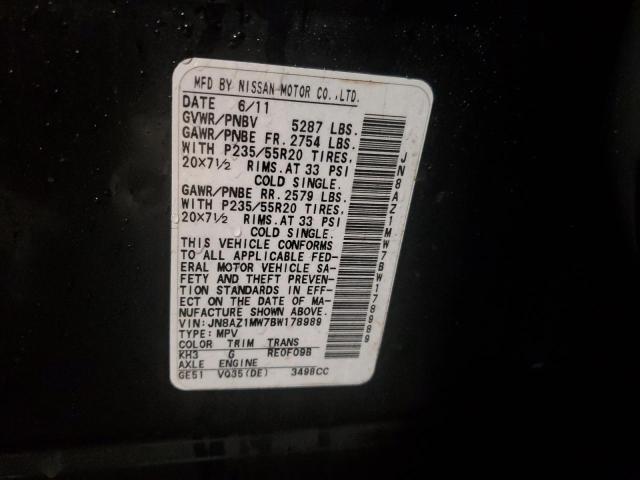 MFD BY NISSAN MOTOR CO.,LTD.
DATE 6/11
GVWR/PNBV 5287 LBS.
GAWR/PNBE FR. 2754 LBS.
WITH P235/55R20 TIRES,
20X7½ RIMS.AT 33 PSI
COLD SINGLE.
GAWR/PNBE RR. 2579 LBS.
WITH P235/55R20 TIRES,
20X7½ RIMS.AT 33 PSI
COLD SINGLE.
THIS VEHICLE CONFORMS
TO ALL APPLICABLE FED-
ERAL MOTOR VEHICLE SA-
FETY AND THEFT PREVEN-
TION STANDARDS IN EFF-
ECT ON THE DATE OF MA-
NUFACTURE SHOWN ABOVE.
VIN: JN8AZ1MW7BW178989
TYPE: MPV
COLOR TRIM TRANS
KH3 G RE0F09B
AXLE ENGINE
GE51 VQ35(DE) 3498CC
JN8AZ1MW7BW178989